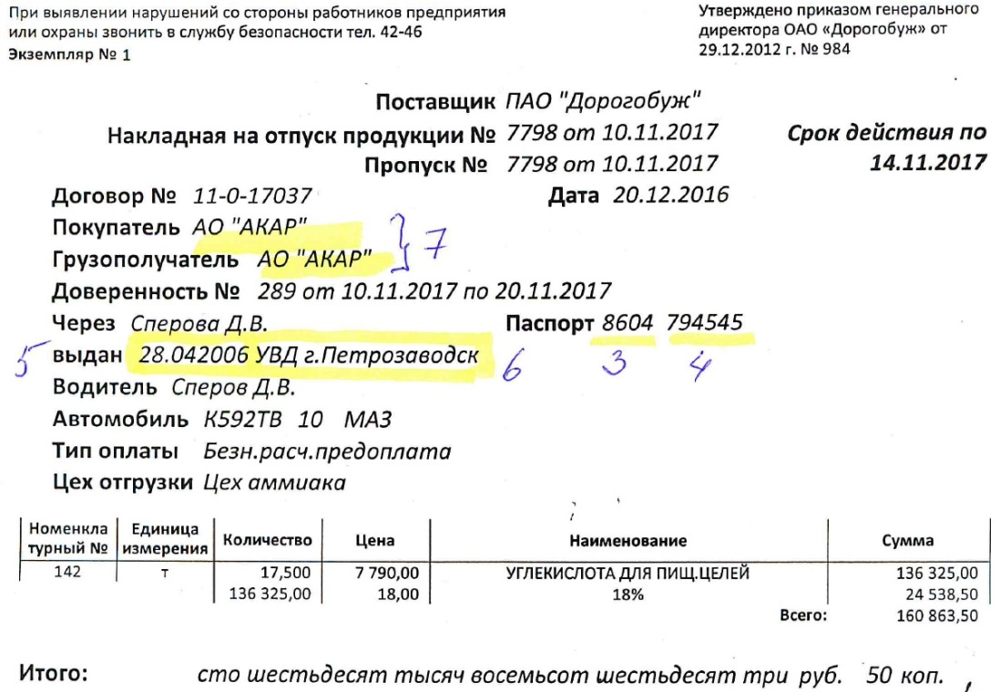 При выявлении нарушений со стороны работников предприятия
или охраны звонить в службу безопасности тел. 42-46
Экземпляр № 1
Утверждено приказом генерального
директора ОАО «Дорогобуж» от
29.12.2012 г. № 984
Поставщик ПАО "Дорогобуж"
Накладная на отпуск продукции № 7798 от 10.11.2017
Пропуск № 7798 от 10.11.2017
Срок действия по
14.11.2017
Договор № 11-0-17037 Дата 20.12.2016
Покупатель АО "АКАР"
Грузополучатель АО "АКАР"
7
Доверенность № 289 от 10.11.2017 по 20.11.2017
Через Сперова Д.В. Паспорт 8604 794545
5 выдан 28.042006 УВД г.Петрозаводск 6 3 4
Водитель Сперов Д.В.
Автомобиль К592ТВ 10 МАЗ
Тип оплаты Безн.расч.предоплата
Цех отгрузки Цех аммиака
Номенкла Единица Количество Цена Наименование Сумма
турный № измерения
142 т 17,500 7 790,00 УГЛЕКИСЛОТА ДЛЯ ПИЩ.ЦЕЛЕЙ 136 325,00
136 325,00 18,00 18% 24 538,50
Всего: 160 863,50
Итого: сто шестьдесят тысяч восемьсот шестьдесят три руб. 50 коп.